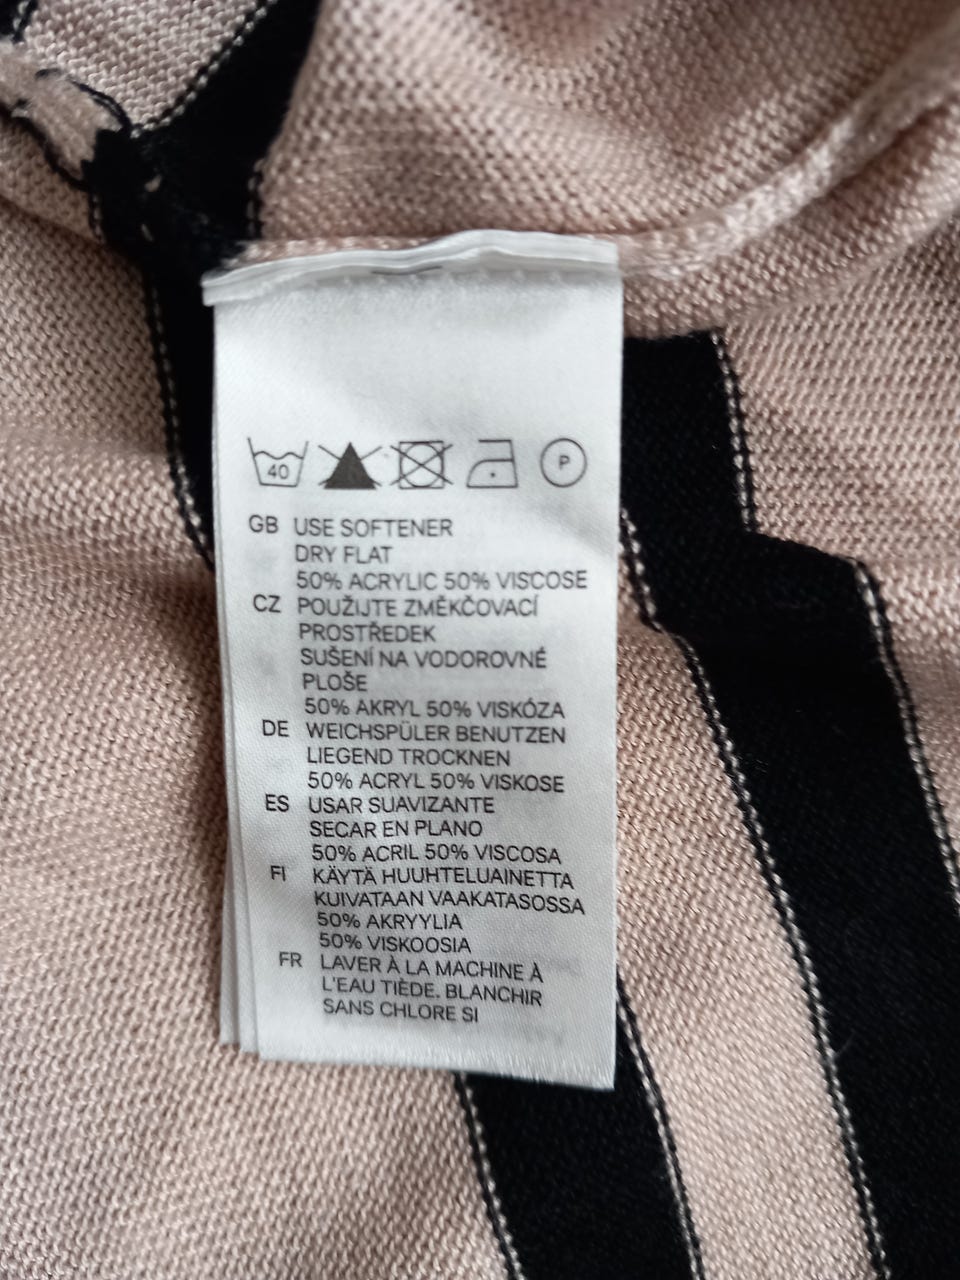 40 P
GB USE SOFTENER
DRY FLAT
50% ACRYLIC 50% VISCOSE
CZ POUŽIJTE ZMĚKČOVACÍ
PROSTŘEDEK
SUŠENÍ NA VODOROVNÉ
PLOŠE
50% AKRYL 50% VISKÓZA
DE WEICHSPÜLER BENUTZEN
LIEGEND TROCKNEN
50% ACRYL 50% VISKOSE
ES USAR SUAVIZANTE
SECAR EN PLANO
50% ACRIL 50% VISCOSA
FI KÄYTÄ HUUHTELUAINETTA
KUIVATAAN VAAKATASOSSA
50% AKRYYLIA
50% VISKOOSIA
FR LAVER À LA MACHINE À
L'EAU TIÈDE. BLANCHIR
SANS CHLORE SI